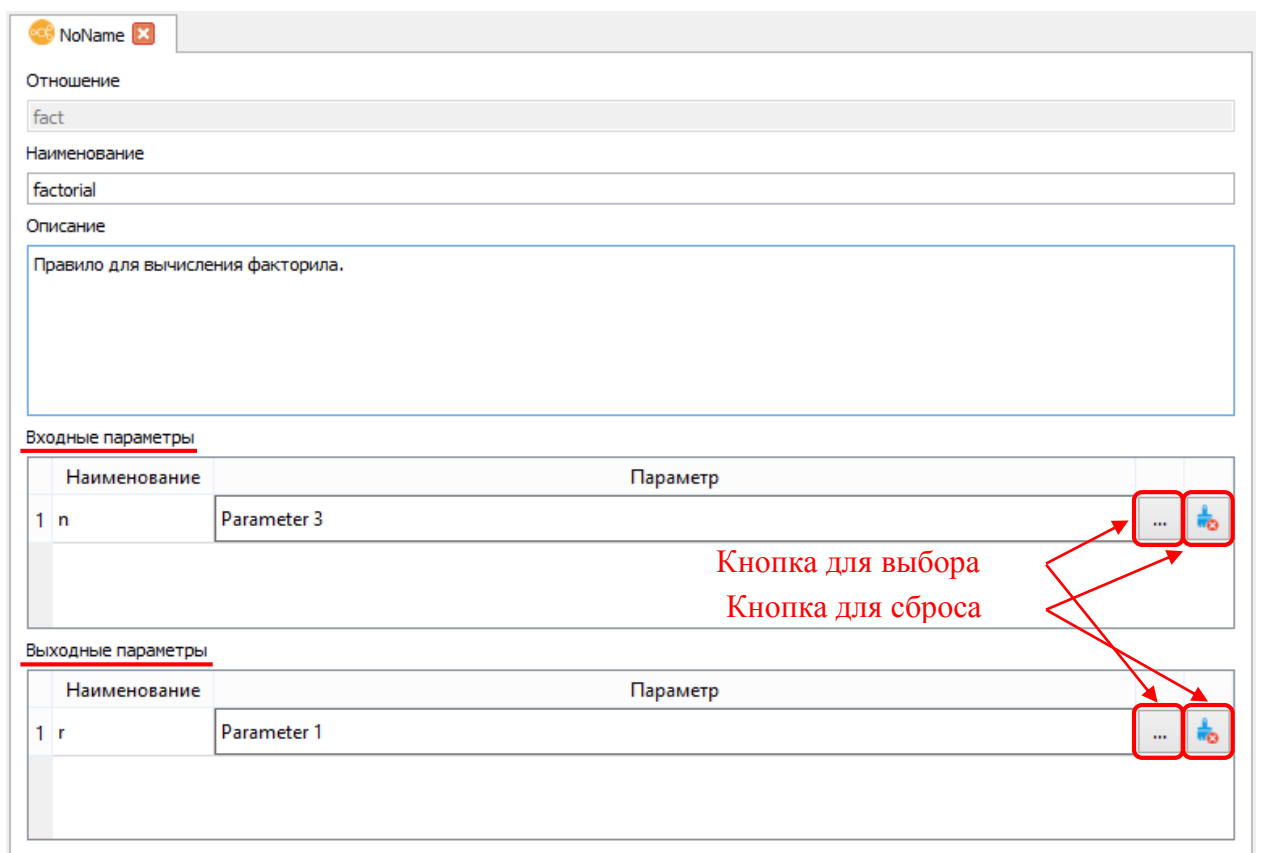 NoName
Отношение
fact
Наименование
factorial
Описание
Правило для вычисления факторила.
Входные параметры
Наименование Параметр
1 n Parameter 3 ...
Кнопка для выбора
Кнопка для сброса
Выходные параметры
Наименование Параметр
1 r Parameter 1 ...